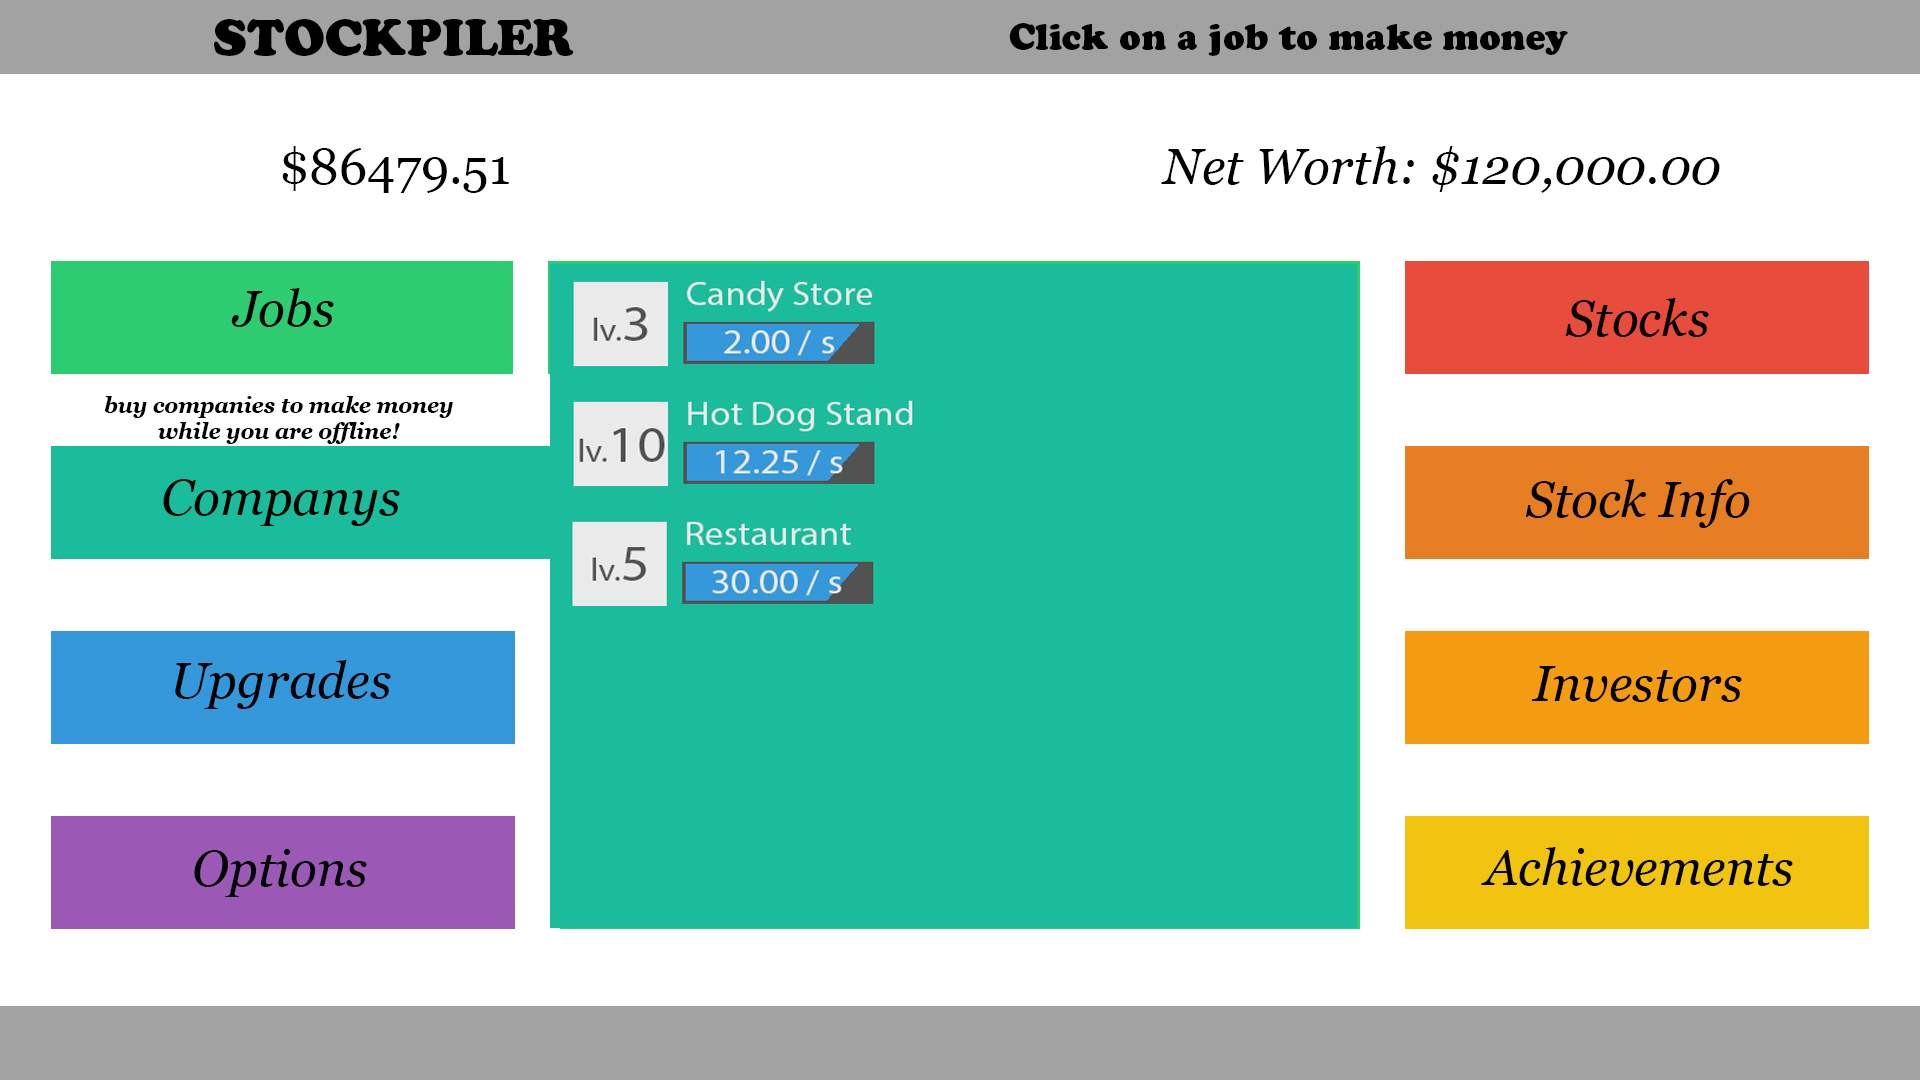 STOCKPILER
Click on a job to make money
$86479.51
Net Worth: $120,000.00
Jobs
buy companies to make money
while you are offline!
Companys
Upgrades
Options
lv.3
Candy Store
2.00 / s
lv.10
Hot Dog Stand
12.25 / s
lv.5
Restaurant
30.00 / s
Stocks
Stock Info
Investors
Achievements